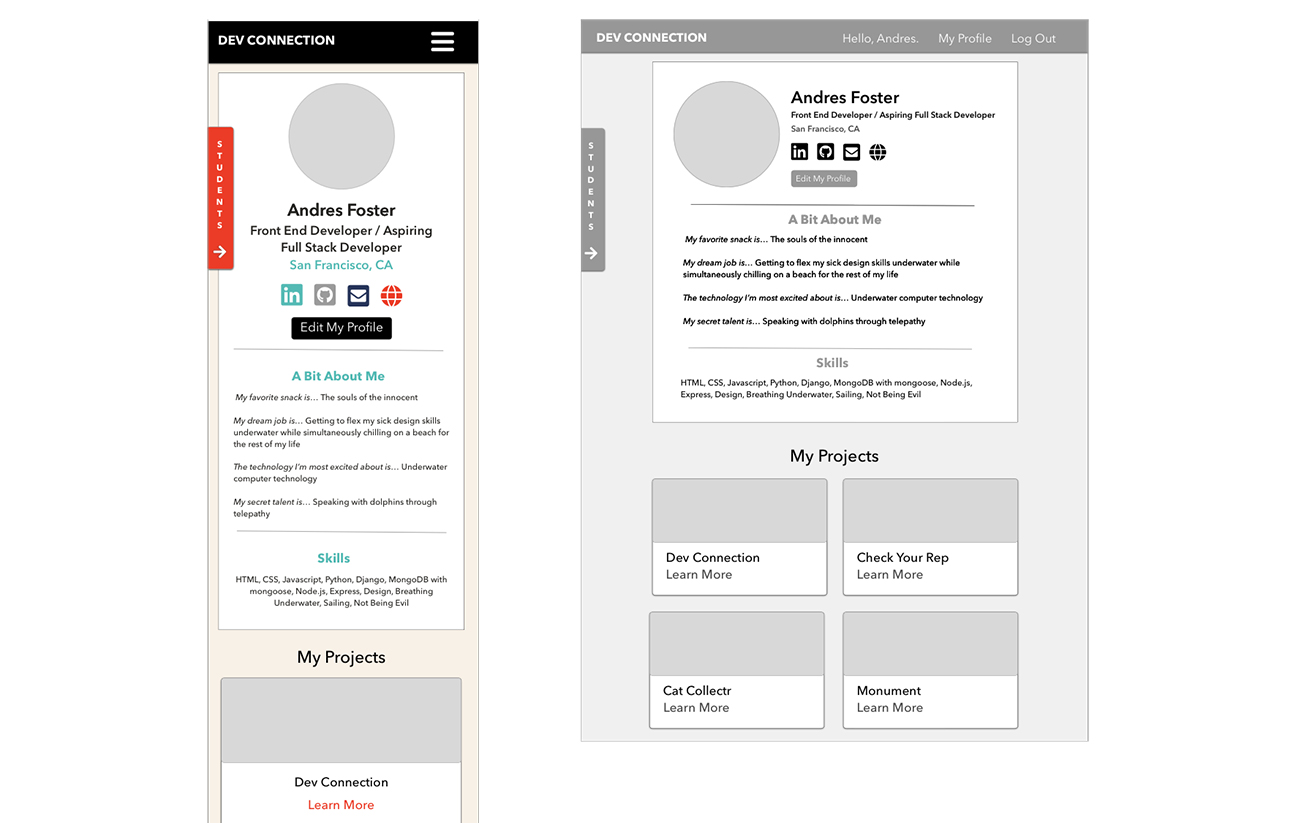 DEV CONNECTION
STUDENTS
Andres Foster
Front End Developer / Aspiring
Full Stack Developer
San Francisco, CA
in
Edit My Profile
A Bit About Me
My favorite snack is... The souls of the innocent
My dream job is... Getting to flex my sick design skills
underwater while simultaneously chilling on a beach for
the rest of my life
The technology I'm most excited about is... Underwater
computer technology
My secret talent is... Speaking with dolphins through
telepathy
Skills
HTML, CSS, Javascript, Python, Django, MongoDB with
mongoose, Node.js, Express, Design, Breathing
Underwater, Sailing, Not Being Evil
My Projects
Dev Connection
Learn More
DEV CONNECTION
Hello, Andres. My Profile Log Out
STUDENTS
Andres Foster
Front End Developer / Aspiring Full Stack Developer
San Francisco, CA
in
Edit My Profile
A Bit About Me
My favorite snack is... The souls of the innocent
My dream job is... Getting to flex my sick design skills underwater while
simultaneously chilling on a beach for the rest of my life
The technology I'm most excited about is... Underwater computer technology
My secret talent is... Speaking with dolphins through telepathy
Skills
HTML, CSS, Javascript, Python, Django, MongoDB with mongoose, Node.js,
Express, Design, Breathing Underwater, Sailing, Not Being Evil
My Projects
Dev Connection
Learn More
Check Your Rep
Learn More
Cat Collectr
Learn More
Monument
Learn More